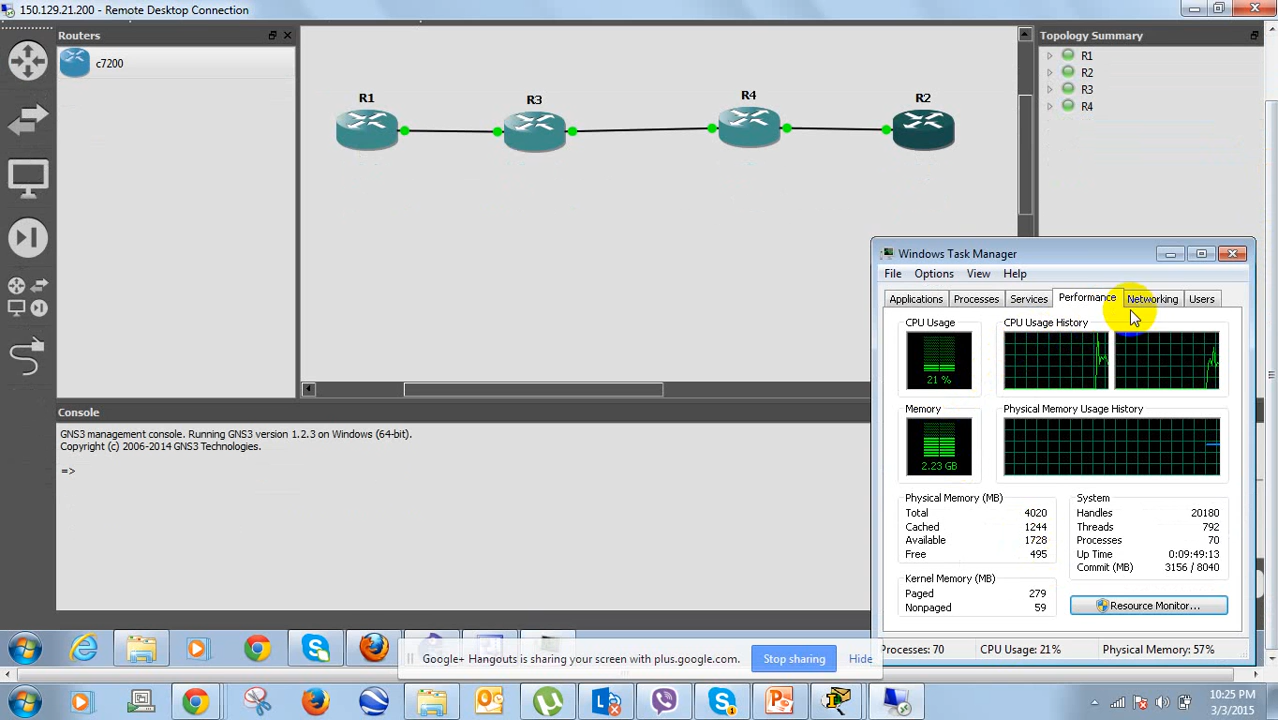 150.129.21.200 - Remote Desktop Connection
Routers
c7200
R1
R3
R4
R2
Topology Summary
R1
R2
R3
R4
Console
GNS3 management console. Running GNS3 version 1.2.3 on Windows (64-bit).
Copyright (c) 2006-2014 GNS3 Technologies.
=>
Windows Task Manager
File Options View Help
Applications Processes Services Performance Networking Users
CPU Usage
CPU Usage History
21 %
Memory
Physical Memory Usage History
2.23 GB
Physical Memory (MB)
Total 4020
Cached 1244
Available 1728
Free 495
Kernel Memory (MB)
Paged 279
Nonpaged 59
System
Handles 20180
Threads 792
Processes 70
Up Time 0:09:49:13
Commit (MB) 3156 / 8040
Resource Monitor...
Processes: 70 CPU Usage: 21% Physical Memory: 57%
Google+ Hangouts is sharing your screen with plus.google.com. Stop sharing Hide
10:25 PM
3/3/2015